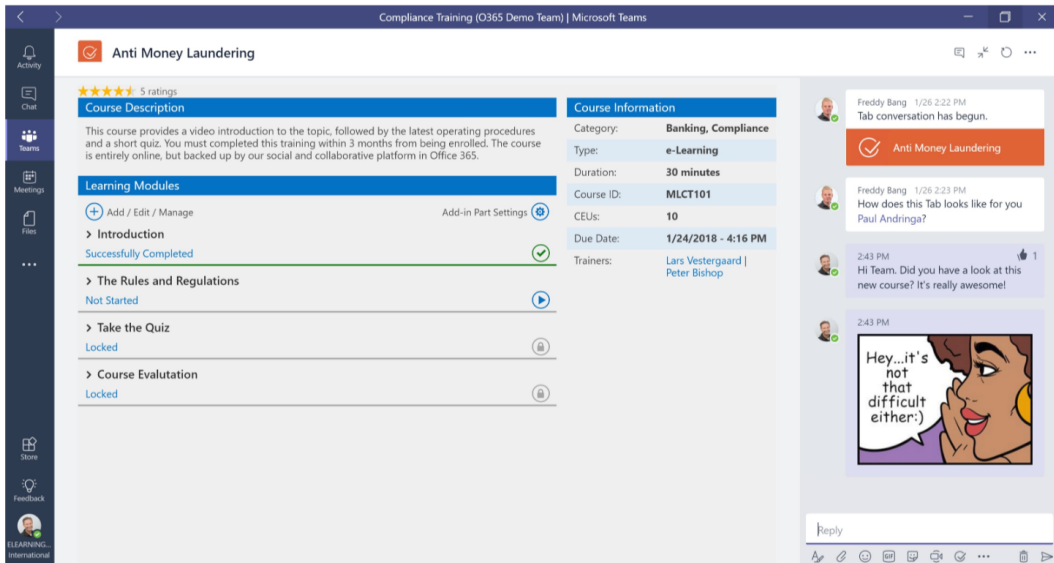 Compliance Training (O365 Demo Team) | Microsoft Teams
Activity
Chat
Teams
Meetings
Files
Store
Feedback
ELEARNING...
International
Anti Money Laundering
5 ratings
Course Description
This course provides a video introduction to the topic, followed by the latest operating procedures
and a short quiz. You must completed this training within 3 months from being enrolled. The course
is entirely online, but backed up by our social and collaborative platform in Office 365.
Learning Modules
Add / Edit / Manage
Add-in Part Settings
Introduction
Successfully Completed
The Rules and Regulations
Not Started
Take the Quiz
Locked
Course Evalutation
Locked
Course Information
Category: Banking, Compliance
Type: e-Learning
Duration: 30 minutes
Course ID: MLCT101
CEUs: 10
Due Date: 1/24/2018 - 4:16 PM
Trainers: Lars Vestergaard |
Peter Bishop
Freddy Bang 1/26 2:22 PM
Tab conversation has begun.
Anti Money Laundering
Freddy Bang 1/26 2:23 PM
How does this Tab looks like for you
Paul Andringa?
2:43 PM 1
Hi Team. Did you have a look at this
new course? It's really awesome!
2:43 PM
Hey...it's
not
that
difficult
either:)
Reply
GIF